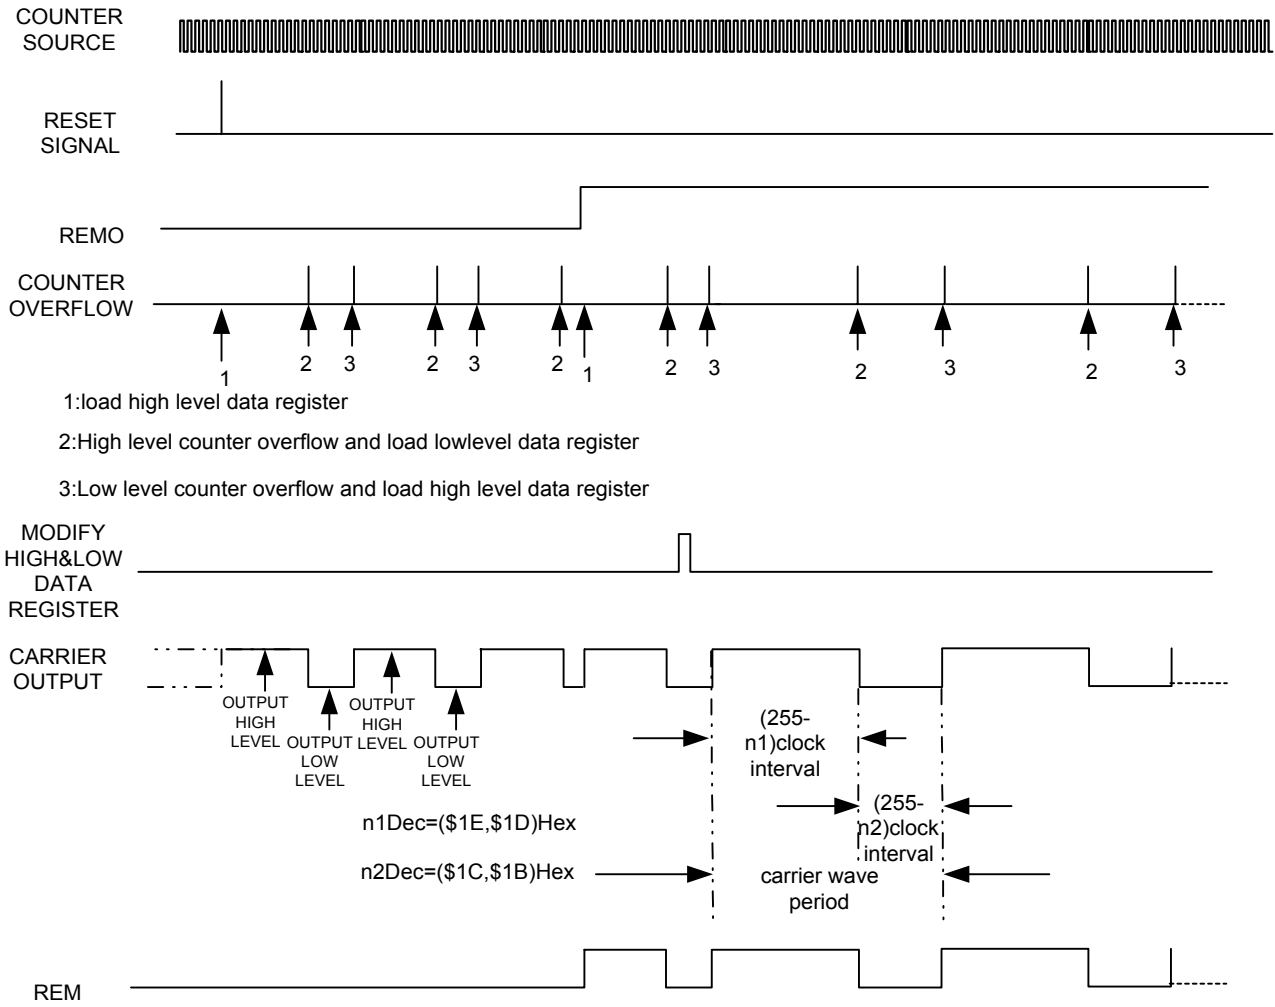 COUNTER
SOURCE
RESET
SIGNAL
REMO
COUNTER
OVERFLOW
1
2
3
2
3
2
1
2
3
2
3
2
3
1:load high level data register
2:High level counter overflow and load lowlevel data register
3:Low level counter overflow and load high level data register
MODIFY
HIGH&LOW
DATA
REGISTER
CARRIER
OUTPUT
OUTPUT
HIGH
LEVEL
OUTPUT
LOW
LEVEL
OUTPUT
HIGH
LEVEL
OUTPUT
LOW
LEVEL
(255-
n1)clock
interval
(255-
n2)clock
interval
n1Dec=($1E,$1D)Hex
n2Dec=($1C,$1B)Hex
carrier wave
period
REM